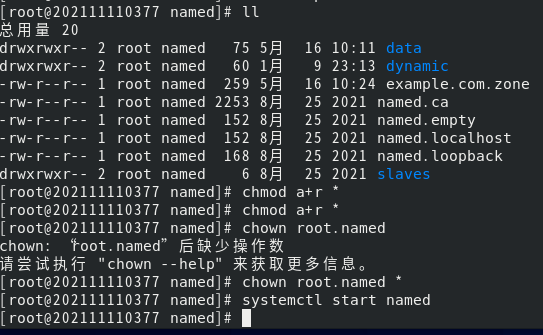 [root@202111110377 named]# ll
总用量 20
drwxrwxr-- 2 root named   75 5月  16 10:11 data
drwxrwxr-- 2 root named   60 1月   9 23:13 dynamic
-rw-r--r-- 1 root named  259 5月  16 10:24 example.com.zone
-rw-r--r-- 1 root named 2253 8月  25 2021 named.ca
-rw-r--r-- 1 root named  152 8月  25 2021 named.empty
-rw-r--r-- 1 root named  152 8月  25 2021 named.localhost
-rw-r--r-- 1 root named  168 8月  25 2021 named.loopback
drwxrwxr-- 2 root named    6 8月  25 2021 slaves
[root@202111110377 named]# chmod a+r *
[root@202111110377 named]# chmod a+r *
[root@202111110377 named]# chown root.named
chown: “root.named” 后缺少操作数
请尝试执行 "chown --help" 来获取更多信息。
[root@202111110377 named]# chown root.named *
[root@202111110377 named]# systemctl start named
[root@202111110377 named]#